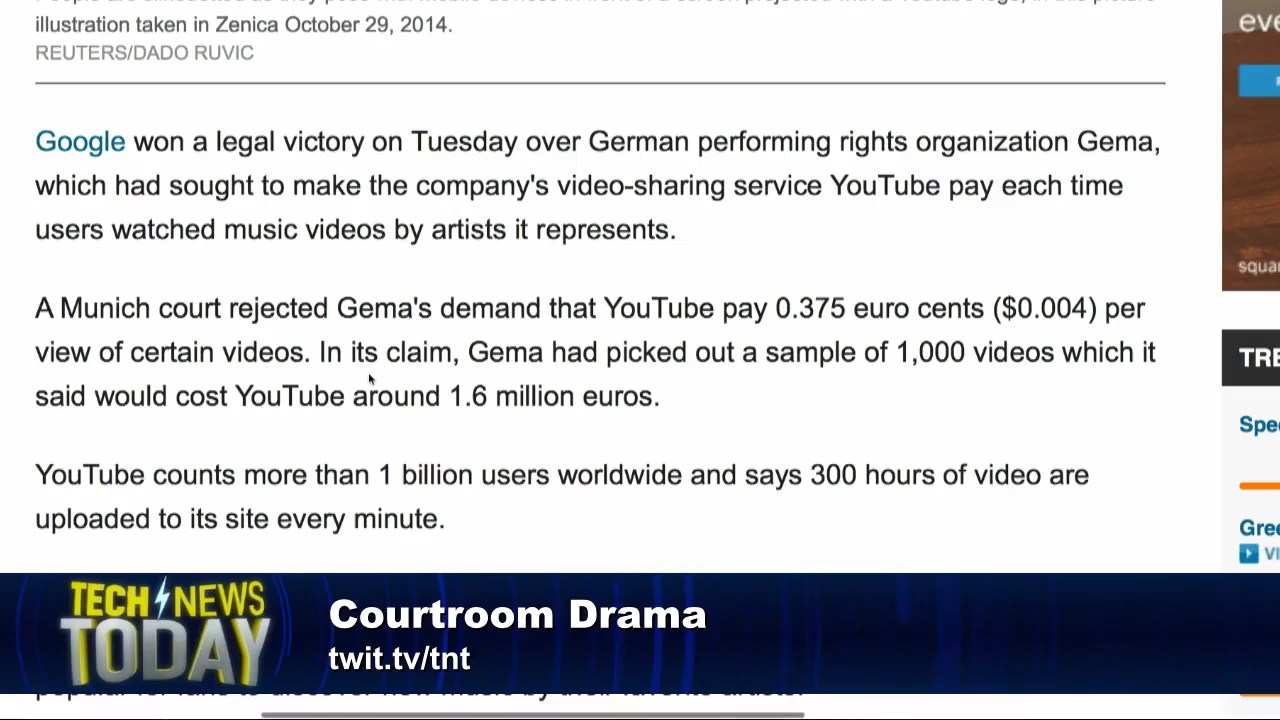 illustration taken in Zenica October 29, 2014.
REUTERS/DADO RUVIC
Google won a legal victory on Tuesday over German performing rights organization Gema,
which had sought to make the company's video-sharing service YouTube pay each time
users watched music videos by artists it represents.
A Munich court rejected Gema's demand that YouTube pay 0.375 euro cents ($0.004) per
view of certain videos. In its claim, Gema had picked out a sample of 1,000 videos which it
said would cost YouTube around 1.6 million euros.
YouTube counts more than 1 billion users worldwide and says 300 hours of video are
uploaded to its site every minute.
eve
squa
TRE
Spe
Gree
VI
TECH NEWS
TODAY
Courtroom Drama
twit.tv/tnt